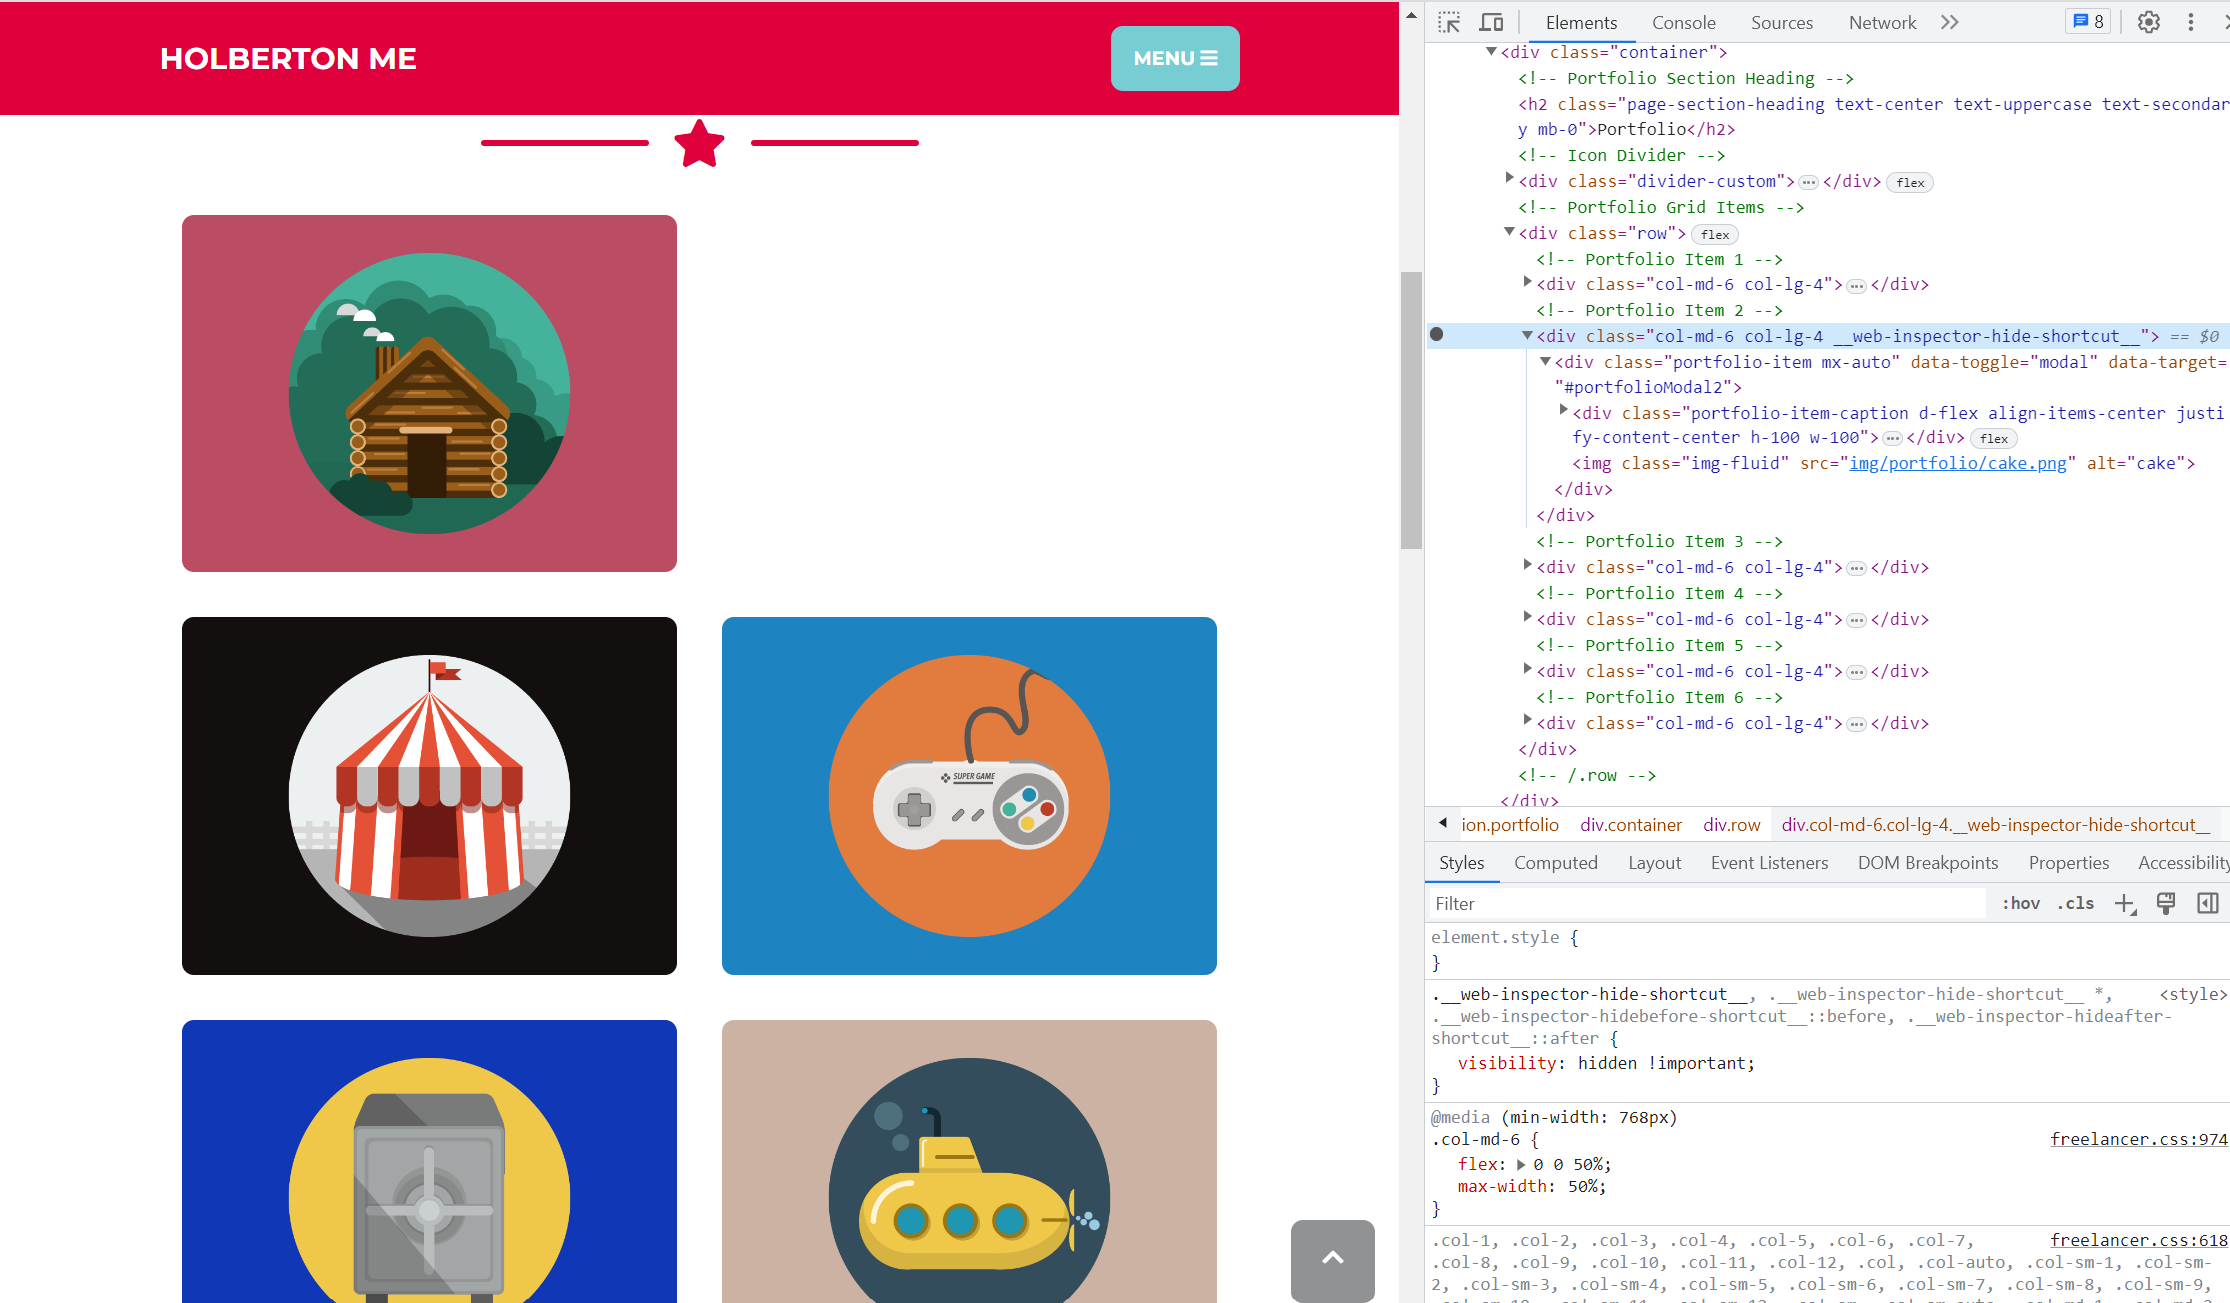 HOLBERTON ME
MENU
SUPER GAME
Elements Console Sources Network 8
<div class="container">
<!-- Portfolio Section Heading -->
<h2 class="page-section-heading text-center text-uppercase text-secondar
y mb-0">Portfolio</h2>
<!-- Icon Divider -->
<div class="divider-custom"> ... </div> flex
<!-- Portfolio Grid Items -->
<div class="row"> flex
<!-- Portfolio Item 1 -->
<div class="col-md-6 col-lg-4"> ... </div>
<!-- Portfolio Item 2 -->
<div class="col-md-6 col-lg-4 __web-inspector-hide-shortcut__"> == $0
<div class="portfolio-item mx-auto" data-toggle="modal" data-target=
"#portfolioModal2">
<div class="portfolio-item-caption d-flex align-items-center justi
fy-content-center h-100 w-100"> ... </div> flex
<img class="img-fluid" src="img/portfolio/cake.png" alt="cake">
</div>
</div>
<!-- Portfolio Item 3 -->
<div class="col-md-6 col-lg-4"> ... </div>
<!-- Portfolio Item 4 -->
<div class="col-md-6 col-lg-4"> ... </div>
<!-- Portfolio Item 5 -->
<div class="col-md-6 col-lg-4"> ... </div>
<!-- Portfolio Item 6 -->
<div class="col-md-6 col-lg-4"> ... </div>
</div>
<!-- /.row -->
</div>
ion.portfolio div.container div.row div.col-md-6.col-lg-4.__web-inspector-hide-shortcut__
Styles Computed Layout Event Listeners DOM Breakpoints Properties Accessibility
Filter :hov .cls
element.style {
}
.__web-inspector-hide-shortcut__, .__web-inspector-hide-shortcut__ *, <style>
.__web-inspector-hidebefore-shortcut__::before, .__web-inspector-hideafter-
shortcut__::after {
visibility: hidden !important;
}
@media (min-width: 768px)
.col-md-6 { freelancer.css:974
flex: 0 0 50%;
max-width: 50%;
}
.col-1, .col-2, .col-3, .col-4, .col-5, .col-6, .col-7, freelancer.css:618
.col-8, .col-9, .col-10, .col-11, .col-12, .col, .col-auto, .col-sm-1, .col-sm-
2, .col-sm-3, .col-sm-4, .col-sm-5, .col-sm-6, .col-sm-7, .col-sm-8, .col-sm-9,